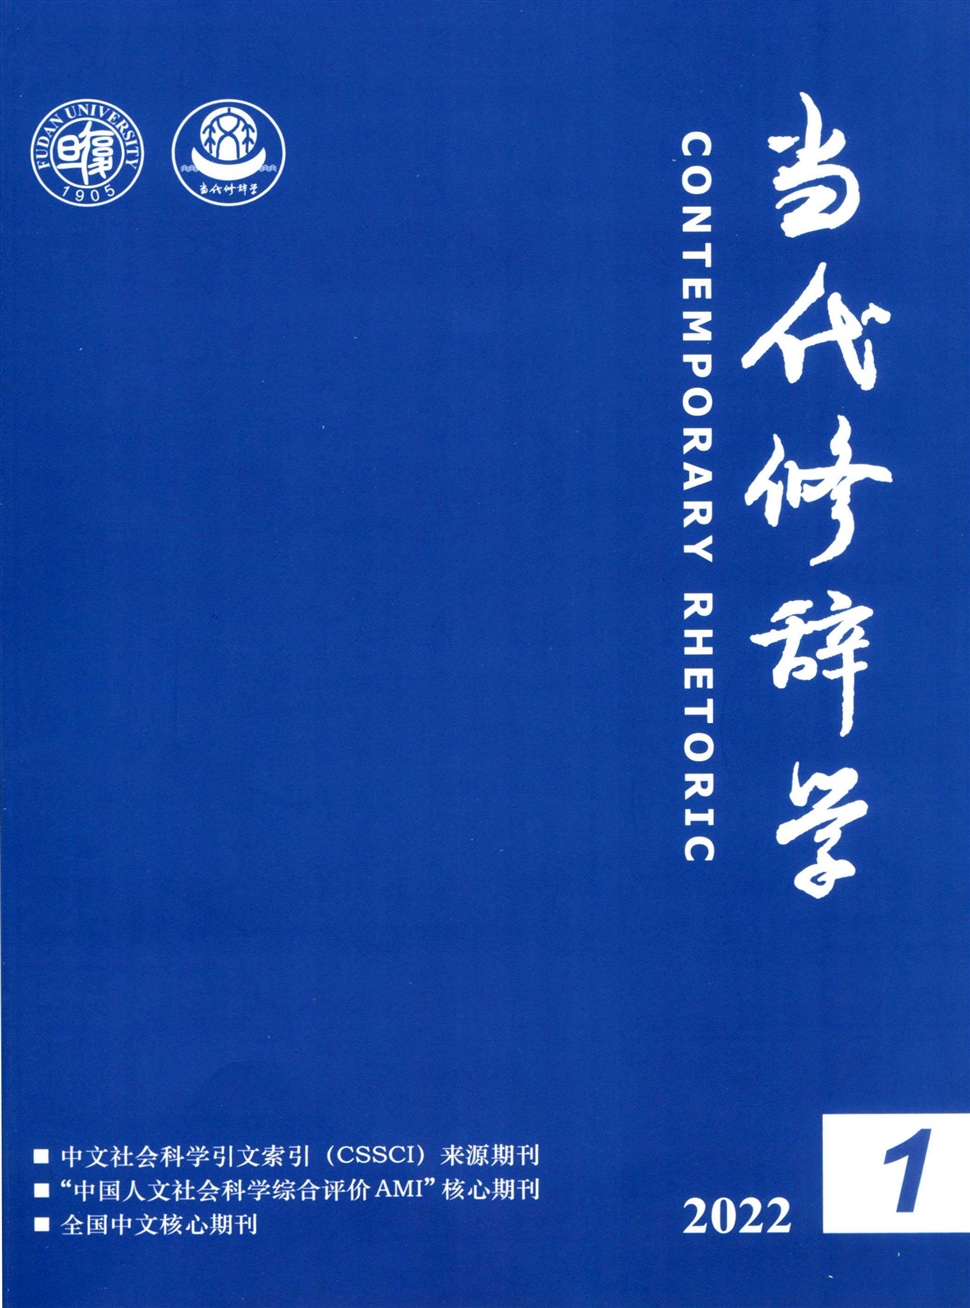 FUDAN UNIVERSITY
復旦
1905
当代修辞学
当代修辞学
CONTEMPORARY RHETORIC
■ 中文社会科学引文索引（CSSCI）来源期刊
■ “中国人文社会科学综合评价AMI”核心期刊
■ 全国中文核心期刊
2022
1